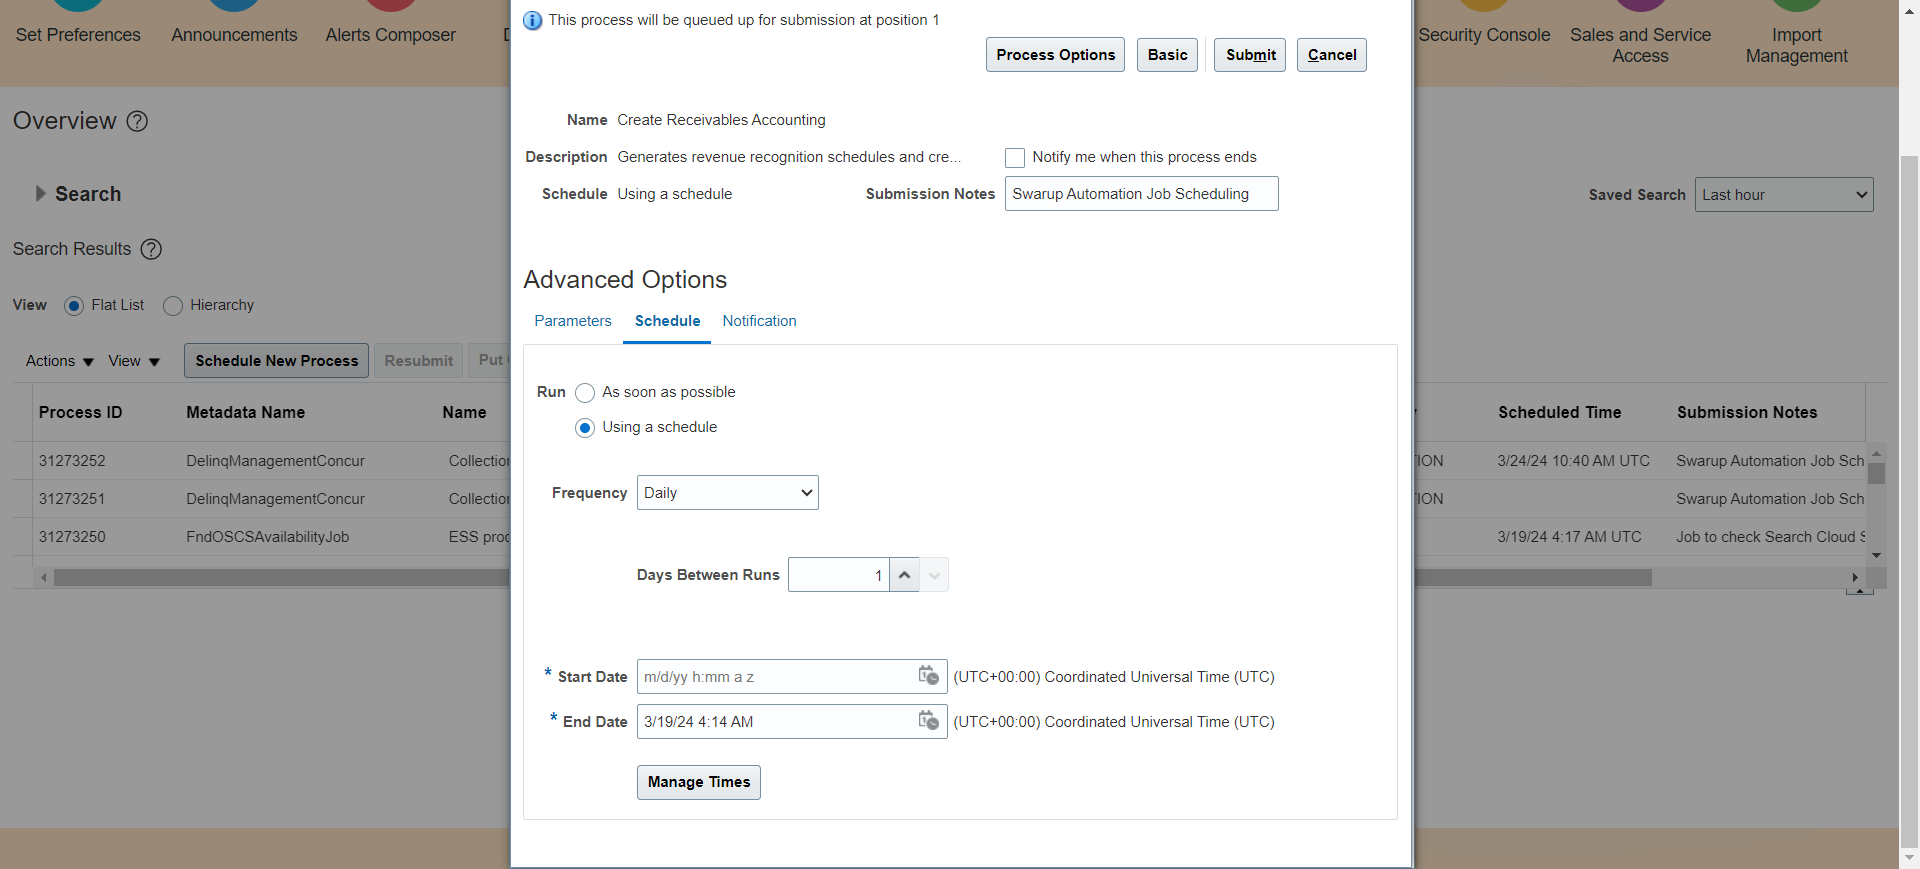 This process will be queued up for submission at position 1
Set Preferences
Announcements
Alerts Composer
Security Console
Sales and Service
Access
Import
Management
Process Options
Basic
Submit
Cancel
Overview
Name Create Receivables Accounting
Description Generates revenue recognition schedules and cre...
Notify me when this process ends
Search
Schedule Using a schedule
Submission Notes Swarup Automation Job Scheduling
Saved Search Last hour
Search Results
Advanced Options
View Flat List Hierarchy
Parameters Schedule Notification
Actions View Schedule New Process Resubmit Put
Run As soon as possible
Using a schedule
Process ID Metadata Name Name
Scheduled Time Submission Notes
31273252 DelinqManagementConcur Collection
TION 3/24/24 10:40 AM UTC Swarup Automation Job Sch
31273251 DelinqManagementConcur Collection
TION Swarup Automation Job Sch
31273250 FndOSCSAvailabilityJob ESS proc
3/19/24 4:17 AM UTC Job to check Search Cloud S
Frequency Daily
Days Between Runs 1
* Start Date m/d/yy h:mm a z (UTC+00:00) Coordinated Universal Time (UTC)
* End Date 3/19/24 4:14 AM (UTC+00:00) Coordinated Universal Time (UTC)
Manage Times